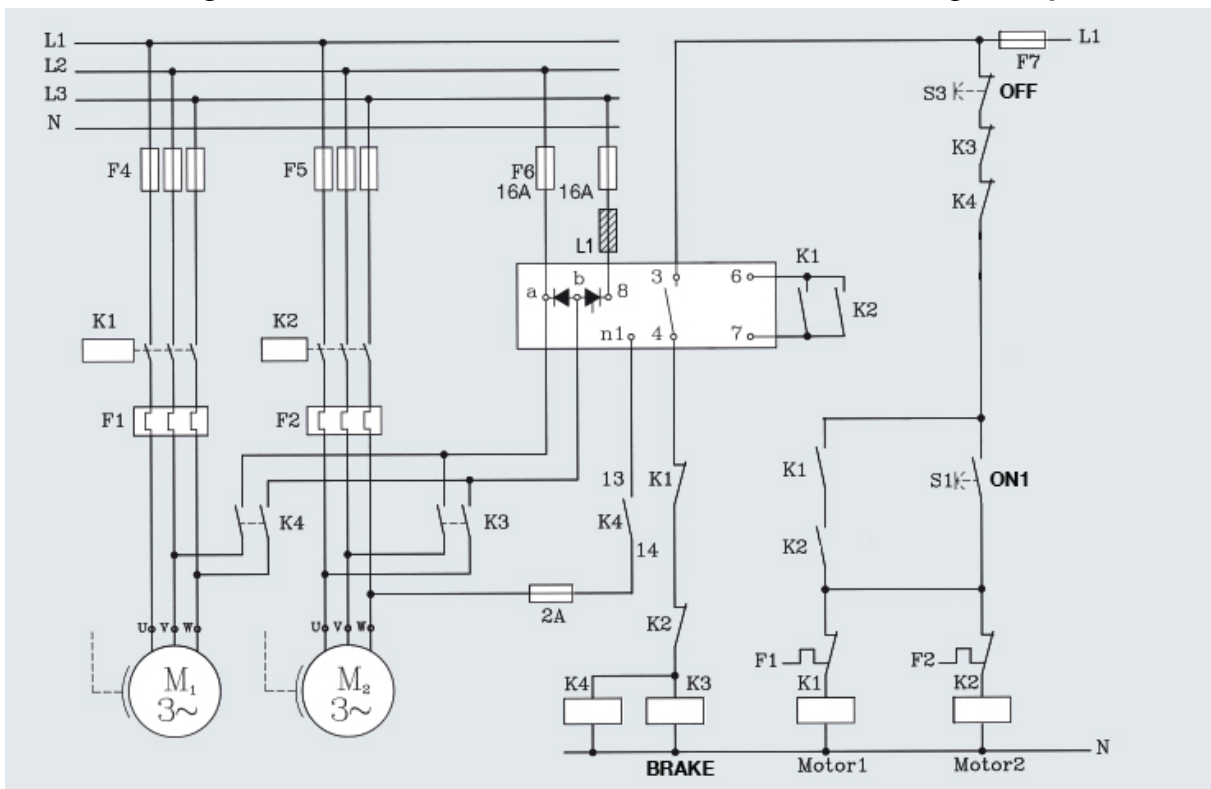 L1
L2
L3
N
L1
F7
S3 OFF
K3
K4
F4
F5
F6
16A 16A
L1
a b 8
3 6
n1 4 7
K1
K2
K1
K2
F1
F2
K4
K3
13
K4
14
K1
K2
2A
K1
K2
S1 ON1
U V W
M1
3~
U V W
M2
3~
F1
F2
K4 K3 K1 K2
N
BRAKE Motor1 Motor2